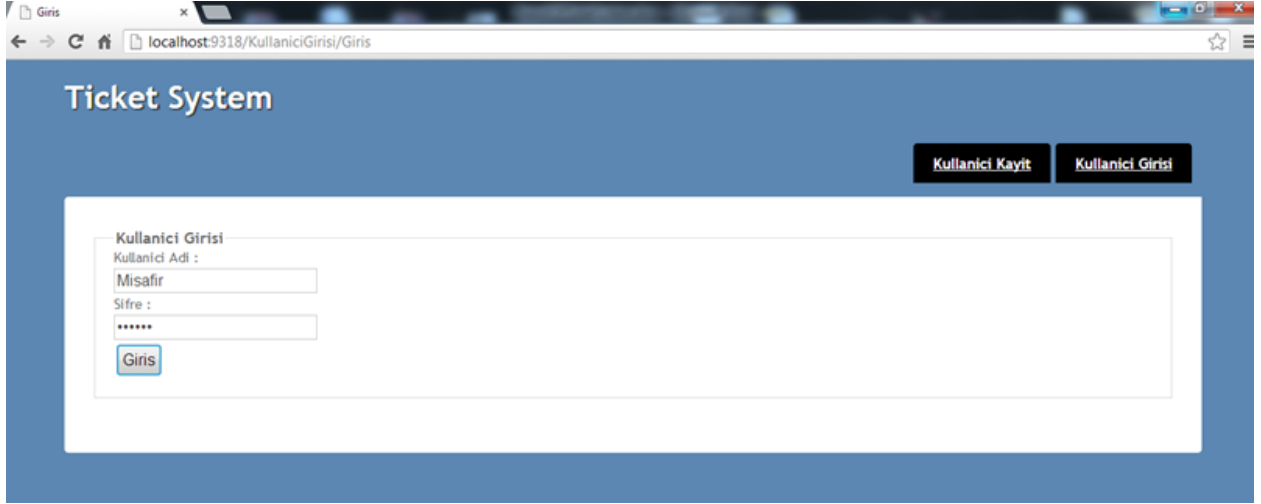 Giris
localhost:9318/KullaniciGirisi/Giris
Ticket System
Kullanici Kayit Kullanici Girisi
Kullanici Girisi
Kullanici Adi :
Misafir
Sifre :
••••••
Giris